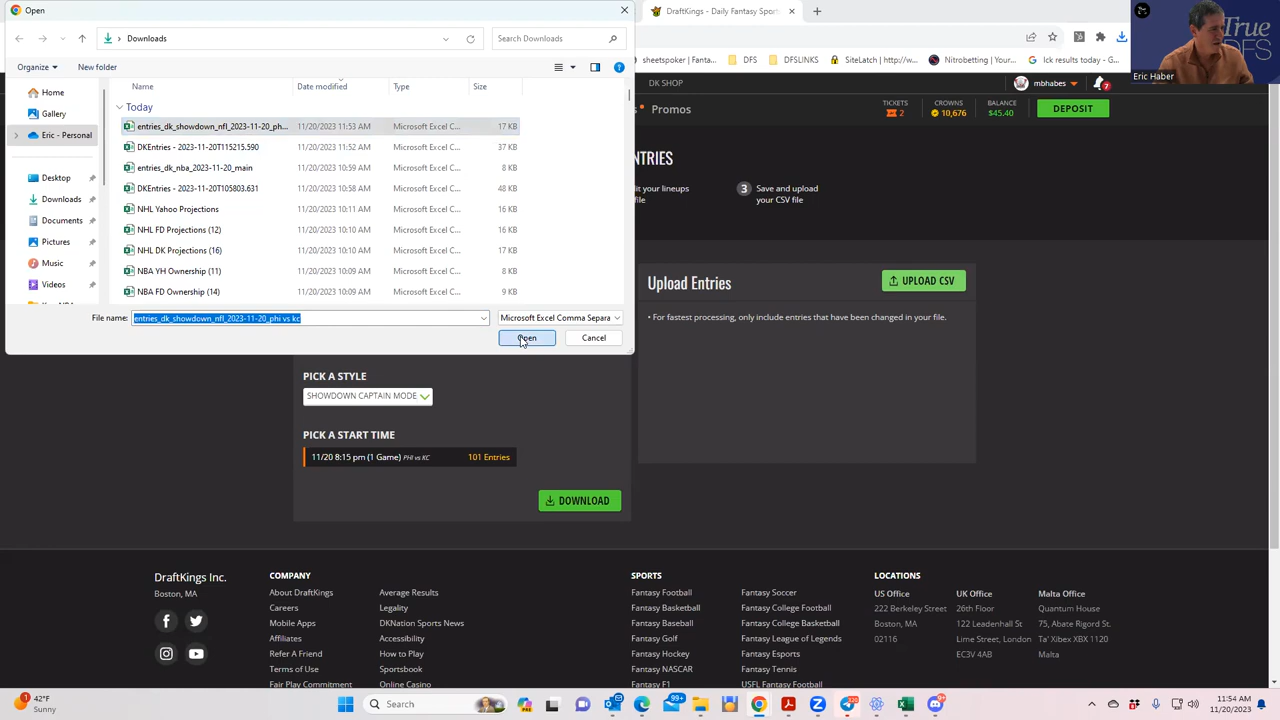 Open
DraftKings - Daily Fantasy Sport
Downloads
Search Downloads
Organize
New folder
Name
Date modified
Type
Size
Home
Gallery
Eric - Personal
Desktop
Downloads
Documents
Pictures
Music
Videos
Today
entries_dk_showdown_nfl_2023-11-20_ph... 11/20/2023 11:53 AM Microsoft Excel C... 17 KB
DKEntries - 2023-11-20T115215.590 11/20/2023 11:52 AM Microsoft Excel C... 37 KB
entries_dk_nba_2023-11-20_main 11/20/2023 10:59 AM Microsoft Excel C... 8 KB
DKEntries - 2023-11-20T105803.631 11/20/2023 10:58 AM Microsoft Excel C... 48 KB
NHL Yahoo Projections 11/20/2023 10:11 AM Microsoft Excel C... 16 KB
NHL FD Projections (12) 11/20/2023 10:10 AM Microsoft Excel C... 16 KB
NHL DK Projections (16) 11/20/2023 10:10 AM Microsoft Excel C... 17 KB
NBA YH Ownership (11) 11/20/2023 10:09 AM Microsoft Excel C... 8 KB
NBA FD Ownership (14) 11/20/2023 10:09 AM Microsoft Excel C... 9 KB
File name: entries_dk_showdown_nfl_2023-11-20_phi vs kc
Microsoft Excel Comma Separa
Open
Cancel
True
DFS
Eric Haber
sheetspoker | Fanta...
DFS
DFSLINKS
SiteLatch | http://w...
Nitrobetting | Your...
lck results today - G...
DK SHOP
mbhabes
7
Promos
TICKETS
2
CROWNS
10,676
BALANCE
$45.40
DEPOSIT
3 Save and upload
your CSV file
Upload Entries
UPLOAD CSV
• For fastest processing, only include entries that have been changed in your file.
PICK A STYLE
SHOWDOWN CAPTAIN MODE
PICK A START TIME
11/20 8:15 pm (1 Game) PHI vs KC 101 Entries
DOWNLOAD
DraftKings Inc.
Boston, MA
COMPANY
About DraftKings
Careers
Mobile Apps
Affiliates
Refer A Friend
Terms of Use
Fair Play Commitment
Average Results
Legality
DKNation Sports News
Accessibility
How to Play
Sportsbook
Online Casino
SPORTS
Fantasy Football
Fantasy Basketball
Fantasy Baseball
Fantasy Golf
Fantasy Hockey
Fantasy NASCAR
Fantasy F1
Fantasy Soccer
Fantasy College Football
Fantasy College Baseketball
Fantasy League of Legends
Fantasy Esports
Fantasy Tennis
USFL Fantasy Football
LOCATIONS
US Office
222 Berkeley Street
Boston, MA
02116
UK Office
26th Floor
122 Leadenhall St
Lime Street, London
EC3V 4AB
Malta Office
Quantum House
75, Abate Rigord St.
Ta' Xibex XBX 1120
Malta
42°F
Sunny
Search
99+
11:54 AM
11/20/2023